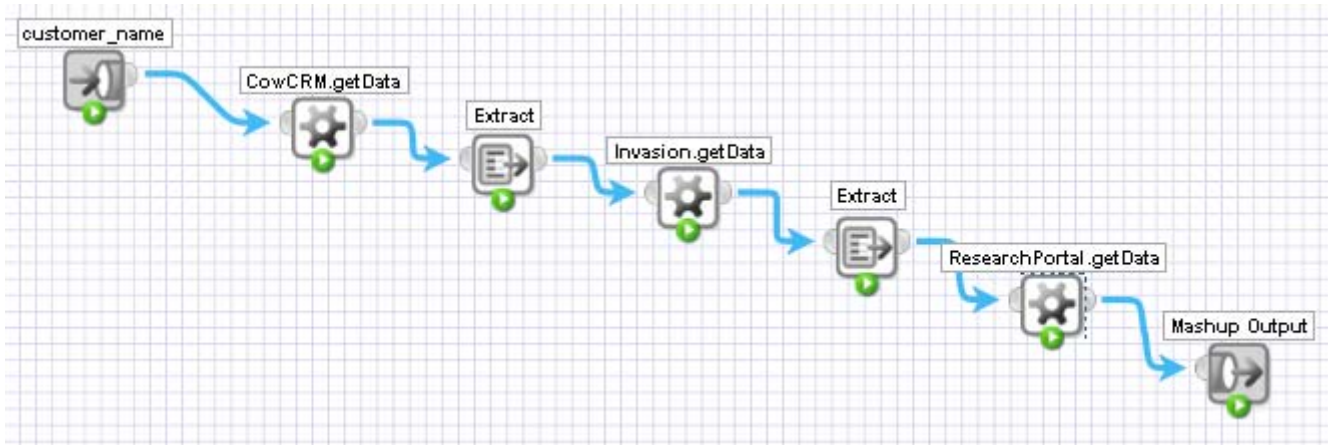 customer_name
CowCRM.getData
Extract
Invasion.getData
Extract
ResearchPortal.getData
Mashup Output